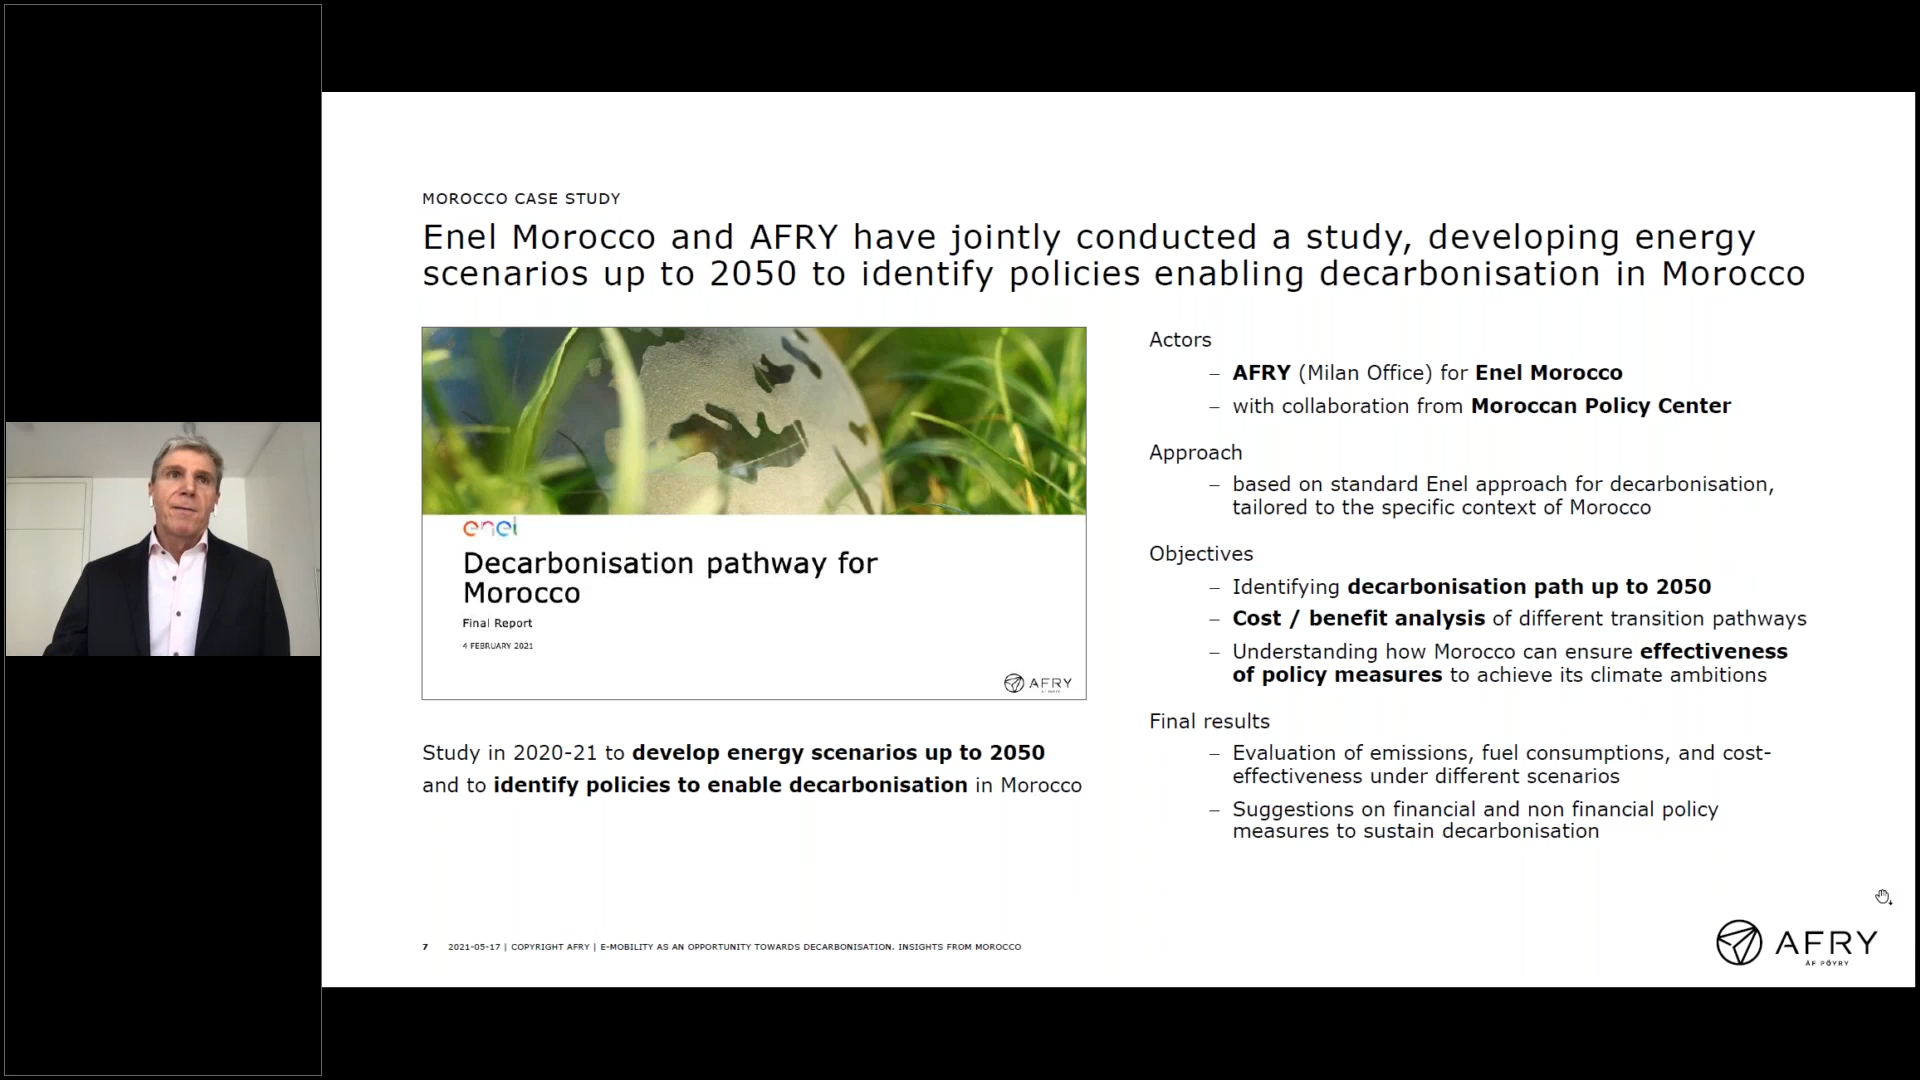 MOROCCO CASE STUDY
Enel Morocco and AFRY have jointly conducted a study, developing energy
scenarios up to 2050 to identify policies enabling decarbonisation in Morocco
enel
Decarbonisation pathway for
Morocco
Final Report
4 FEBRUARY 2021
AFRY
Study in 2020-21 to develop energy scenarios up to 2050
and to identify policies to enable decarbonisation in Morocco
Actors
– AFRY (Milan Office) for Enel Morocco
– with collaboration from Moroccan Policy Center
Approach
– based on standard Enel approach for decarbonisation,
tailored to the specific context of Morocco
Objectives
– Identifying decarbonisation path up to 2050
– Cost / benefit analysis of different transition pathways
– Understanding how Morocco can ensure effectiveness
of policy measures to achieve its climate ambitions
Final results
– Evaluation of emissions, fuel consumptions, and cost-
effectiveness under different scenarios
– Suggestions on financial and non financial policy
measures to sustain decarbonisation
7 2021-05-17 | COPYRIGHT AFRY | E-MOBILITY AS AN OPPORTUNITY TOWARDS DECARBONISATION. INSIGHTS FROM MOROCCO
AFRY
ÅF PÖYRY